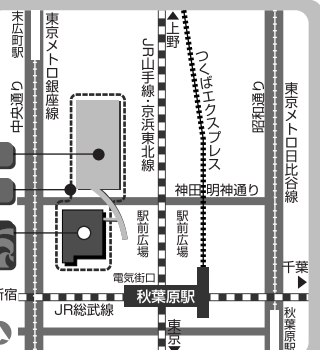 末広町駅
東京メトロ銀座線
中央通り
上野
JR山手線・京浜東北線
つくばエクスプレス
昭和通り
東京メトロ日比谷線
神田明神通り
駅前広場
駅前広場
電気街口
秋葉原駅
千葉
新宿
JR総武線
東京
秋葉原駅